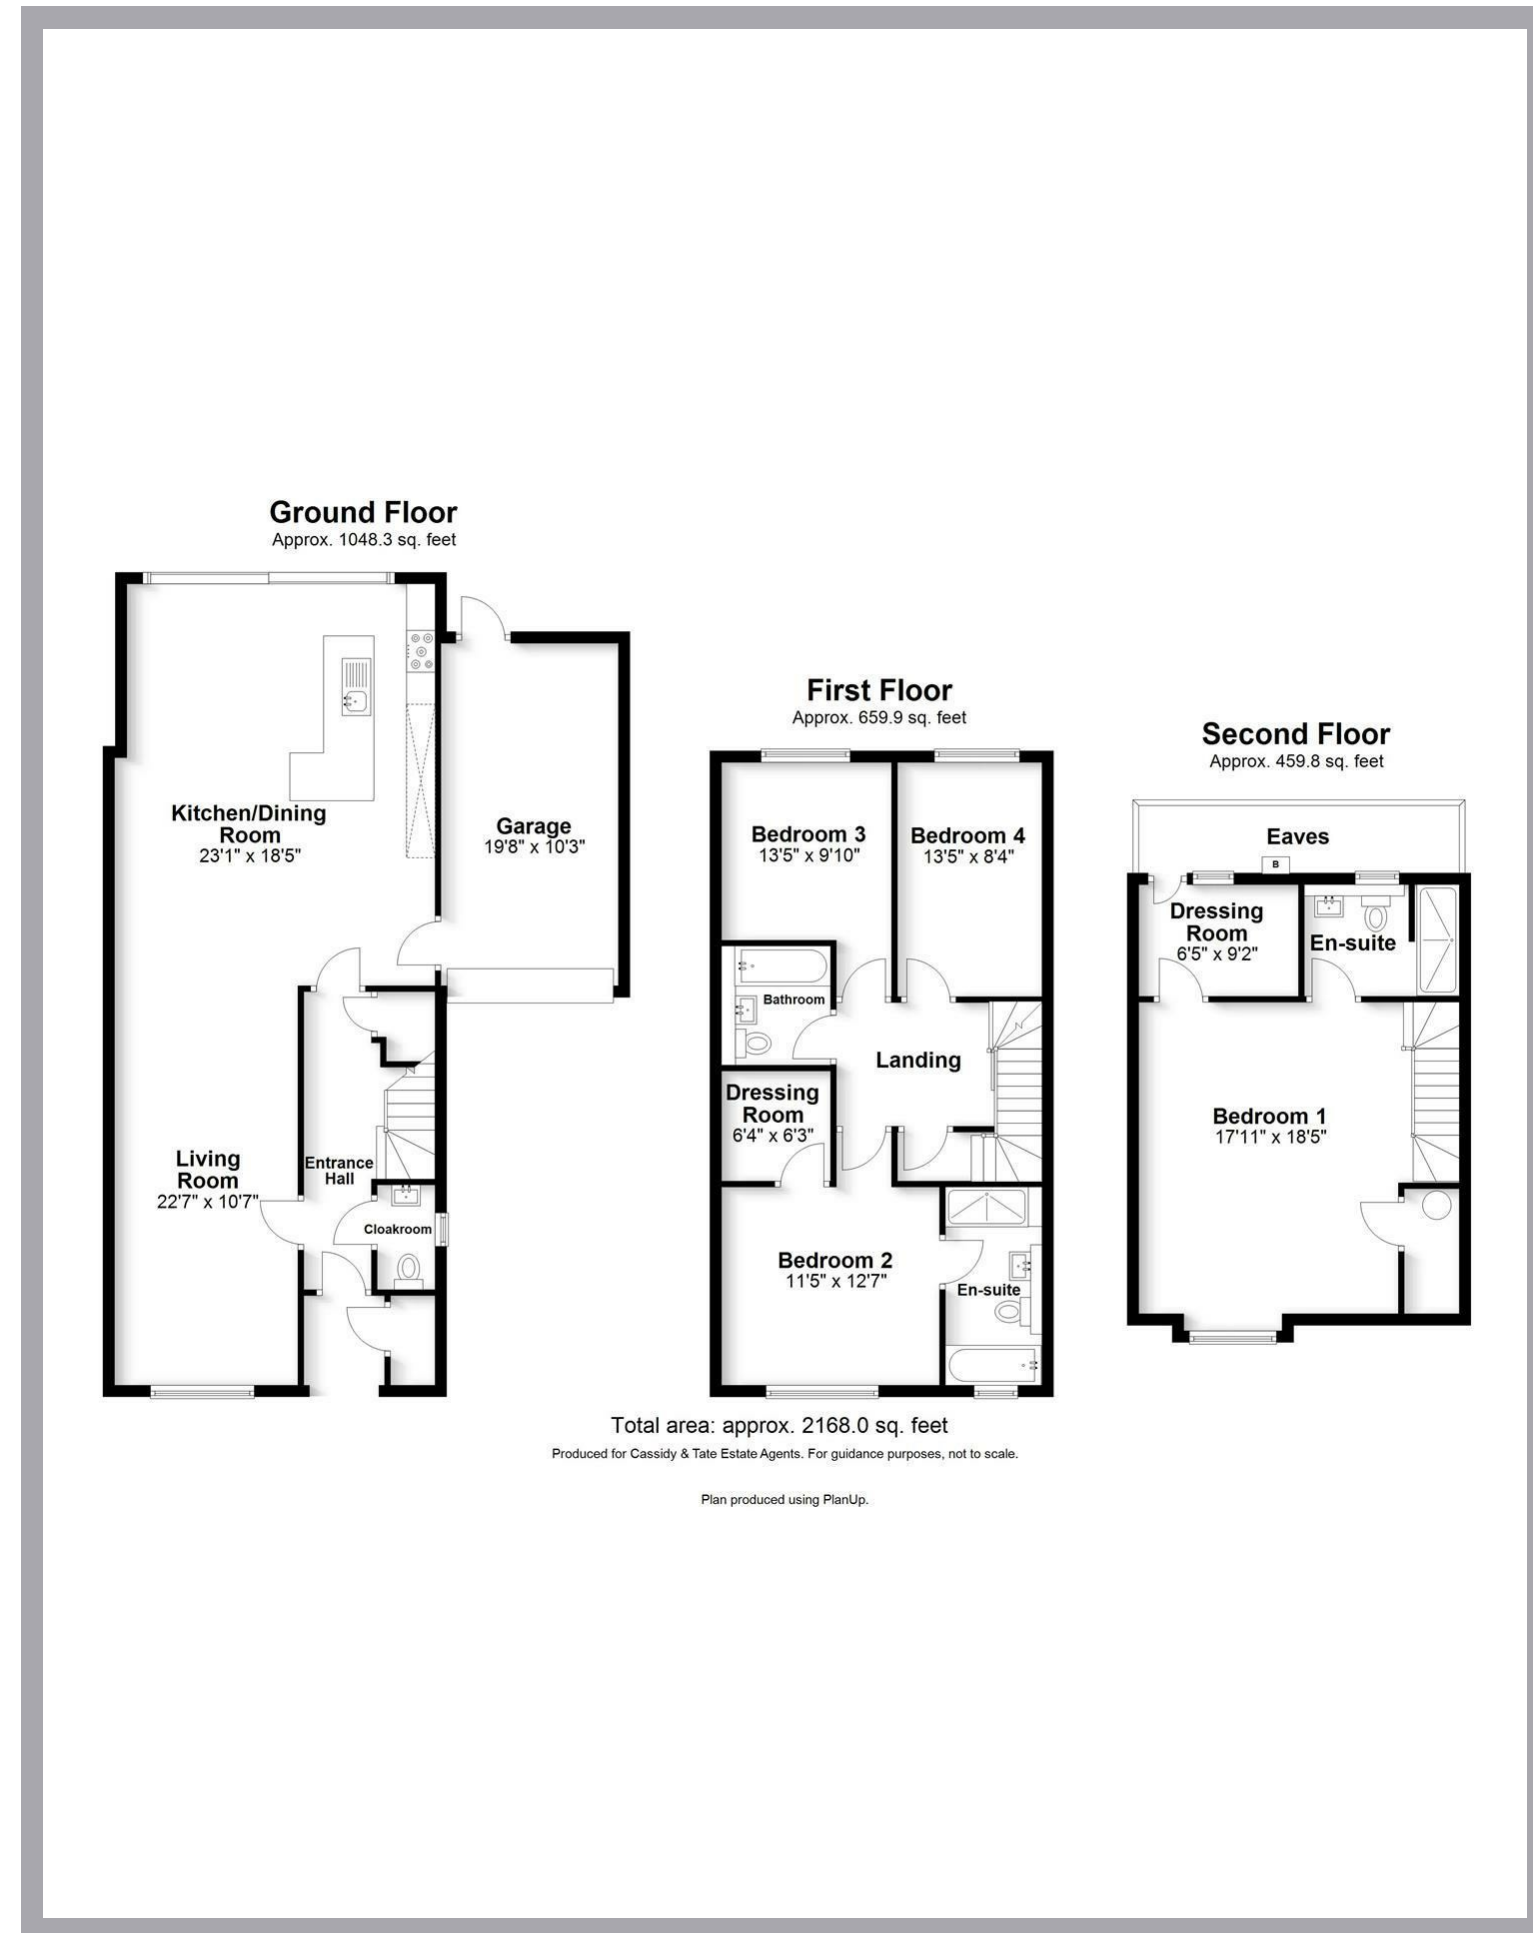 Ground Floor
Approx. 1048.3 sq. feet
Kitchen/Dining
Room
23'1" x 18'5"
Garage
19'8" x 10'3"
Living
Room
22'7" x 10'7"
Entrance
Hall
Cloakroom
First Floor
Approx. 659.9 sq. feet
Bedroom 3
13'5" x 9'10"
Bedroom 4
13'5" x 8'4"
Bathroom
Landing
Dressing
Room
6'4" x 6'3"
Bedroom 2
11'5" x 12'7"
En-suite
Second Floor
Approx. 459.8 sq. feet
Eaves
B
Dressing
Room
6'5" x 9'2"
En-suite
Bedroom 1
17'11" x 18'5"
Total area: approx. 2168.0 sq. feet
Produced for Cassidy & Tate Estate Agents. For guidance purposes, not to scale.
Plan produced using PlanUp.